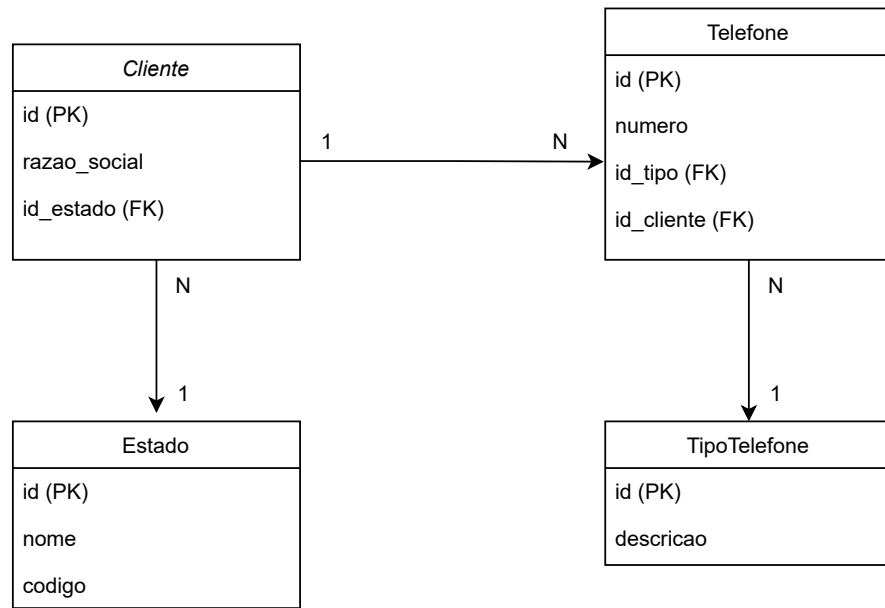 Cliente
id (PK)
razao_social
id_estado (FK)
1
N
Telefone
id (PK)
numero
id_tipo (FK)
id_cliente (FK)
N
1
N
1
Estado
id (PK)
nome
codigo
TipoTelefone
id (PK)
descricao